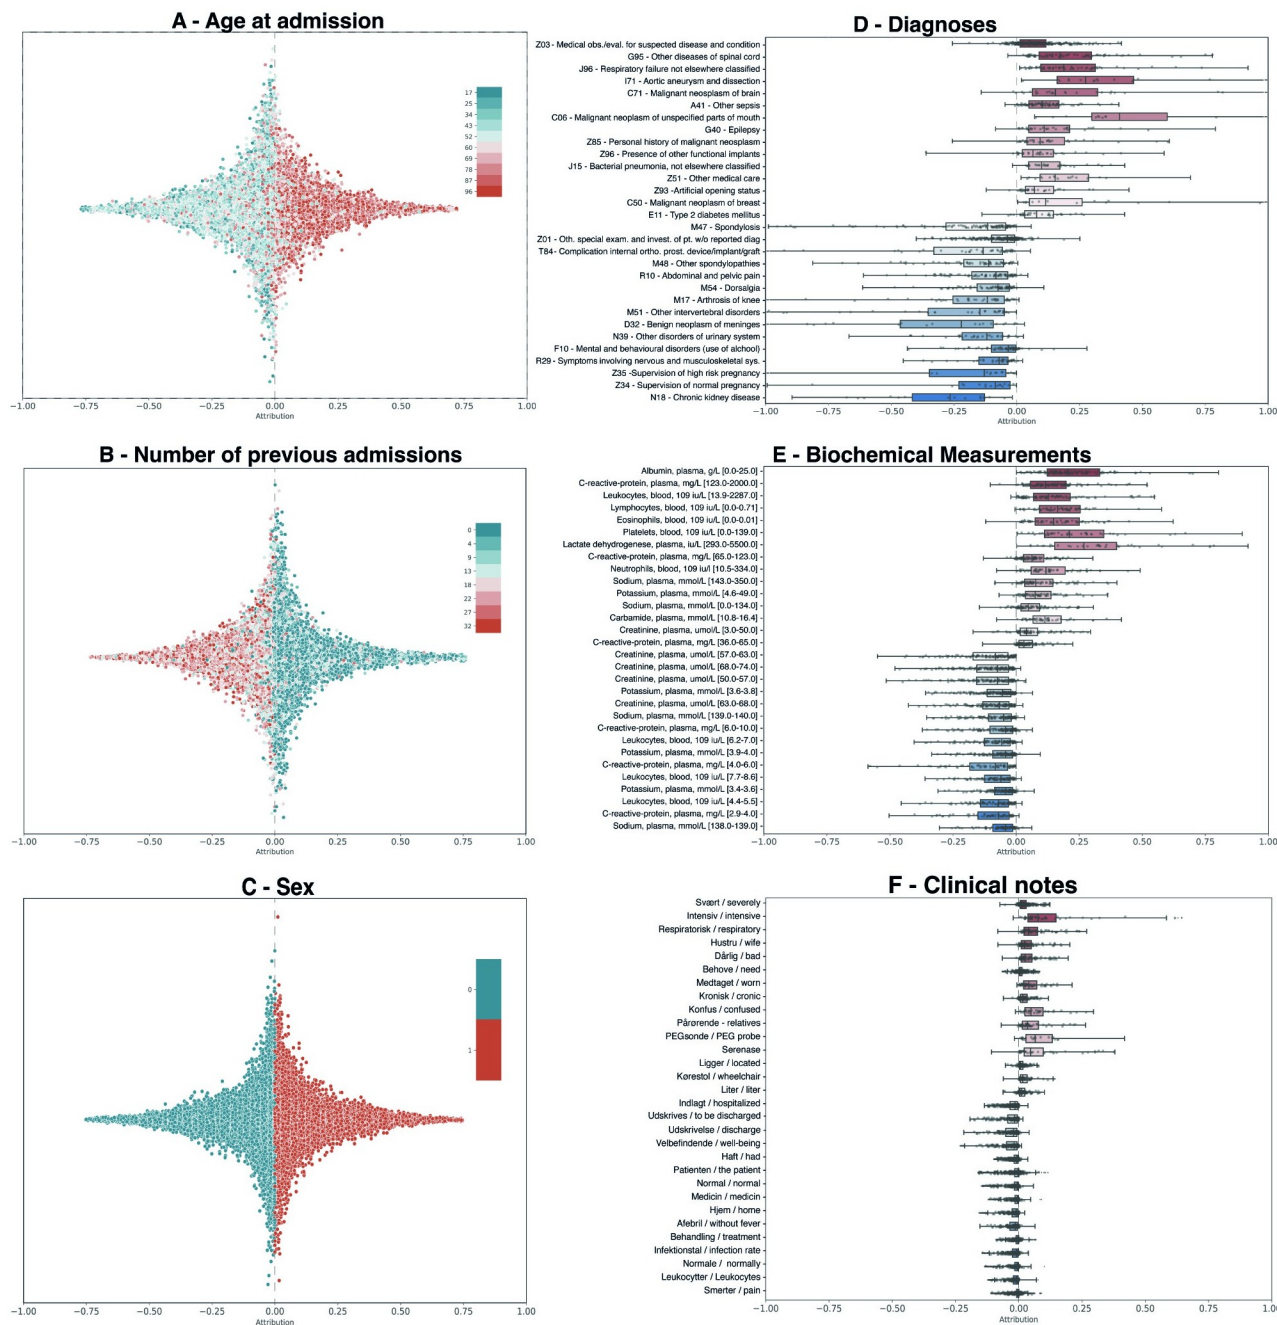 A - Age at admission
17
25
34
43
52
60
69
78
87
96
−1.00 −0.75 −0.50 −0.25 0.00 0.25 0.50 0.75 1.00
Attribution
B - Number of previous admissions
0
4
9
13
18
22
27
32
−1.00 −0.75 −0.50 −0.25 0.00 0.25 0.50 0.75 1.00
Attribution
C - Sex
0
1
−1.00 −0.75 −0.50 −0.25 0.00 0.25 0.50 0.75 1.00
Attribution
D - Diagnoses
Z03 - Medical obs./eval. for suspected disease and condition
G95 - Other diseases of spinal cord
J96 - Respiratory failure not elsewhere classified
I71 - Aortic aneurysm and dissection
C71 - Malignant neoplasm of brain
A41 - Other sepsis
C06 - Malignant neoplasm of unspecified parts of mouth
G40 - Epilepsy
Z85 - Personal history of malignant neoplasm
Z96 - Presence of other functional implants
J15 - Bacterial pneumonia, not elsewhere classified
Z51 - Other medical care
Z93 -Artificial opening status
C50 - Malignant neoplasm of breast
E11 - Type 2 diabetes mellitus
M47 - Spondylosis
Z01 - Oth. special exam. and invest. of pt. w/o reported diag
T84- Complication internal ortho. prost. device/implant/graft
M48 - Other spondylopathies
R10 - Abdominal and pelvic pain
M54 - Dorsalgia
M17 - Arthrosis of knee
M51 - Other intervertebral disorders
D32 - Benign neoplasm of meninges
N39 - Other disorders of urinary system
F10 - Mental and behavioural disorders (use of alchool)
R29 - Symptoms involving nervous and musculoskeletal sys.
Z35 -Supervision of high risk pregnancy
Z34 - Supervision of normal pregnancy
N18 - Chronic kidney disease
−1.00 −0.75 −0.50 −0.25 0.00 0.25 0.50 0.75 1.00
Attribution
E - Biochemical Measurements
Albumin, plasma, g/L [0.0-25.0]
C-reactive-protein, plasma, mg/L [123.0-2000.0]
Leukocytes, blood, 109 iu/L [13.9-2287.0]
Lymphocytes, blood, 109 iu/L [0.0-0.71]
Eosinophils, blood, 109 iu/L [0.0-0.01]
Platelets, blood, 109 iu/L [0.0-139.0]
Lactate dehydrogenase, plasma, iu/L [293.0-5500.0]
C-reactive-protein, plasma, mg/L [65.0-123.0]
Neutrophils, blood, 109 iu/l [10.5-334.0]
Sodium, plasma, mmol/L [143.0-350.0]
Potassium, plasma, mmol/L [4.6-49.0]
Sodium, plasma, mmol/L [0.0-134.0]
Carbamide, plasma, mmol/L [10.8-16.4]
Creatinine, plasma, umol/L [3.0-50.0]
C-reactive-protein, plasma, mg/L [36.0-65.0]
Creatinine, plasma, umol/L [57.0-63.0]
Creatinine, plasma, umol/L [68.0-74.0]
Creatinine, plasma, umol/L [50.0-57.0]
Potassium, plasma, mmol/L [3.6-3.8]
Creatinine, plasma, umol/L [63.0-68.0]
Sodium, plasma, mmol/L [139.0-140.0]
C-reactive-protein, plasma, mg/L [6.0-10.0]
Leukocytes, blood, 109 iu/L [6.2-7.0]
Potassium, plasma, mmol/L [3.9-4.0]
C-reactive-protein, plasma, mg/L [4.0-6.0]
Leukocytes, blood, 109 iu/L [7.7-8.6]
Potassium, plasma, mmol/L [3.4-3.6]
Leukocytes, blood, 109 iu/L [4.4-5.5]
C-reactive-protein, plasma, mg/L [2.9-4.0]
Sodium, plasma, mmol/L [138.0-139.0]
−1.00 −0.75 −0.50 −0.25 0.00 0.25 0.50 0.75 1.00
Attribution
F - Clinical notes
Svært / severely
Intensiv / intensive
Respiratorisk / respiratory
Hustru / wife
Dårlig / bad
Behove / need
Medtaget / worn
Kronisk / cronic
Konfus / confused
Pårørende - relatives
PEGsonde / PEG probe
Serenase
Ligger / located
Kørestol / wheelchair
Liter / liter
Indlagt / hospitalized
Udskrives / to be discharged
Udskrivelse / discharge
Velbefindende / well-being
Haft / had
Patienten / the patient
Normal / normal
Medicin / medicin
Hjem / home
Afebril / without fever
Behandling / treatment
Infektionstal / infection rate
Normale / normally
Leukocytter / Leukocytes
Smerter / pain
−1.00 −0.75 −0.50 −0.25 0.00 0.25 0.50 0.75 1.00
Attribution